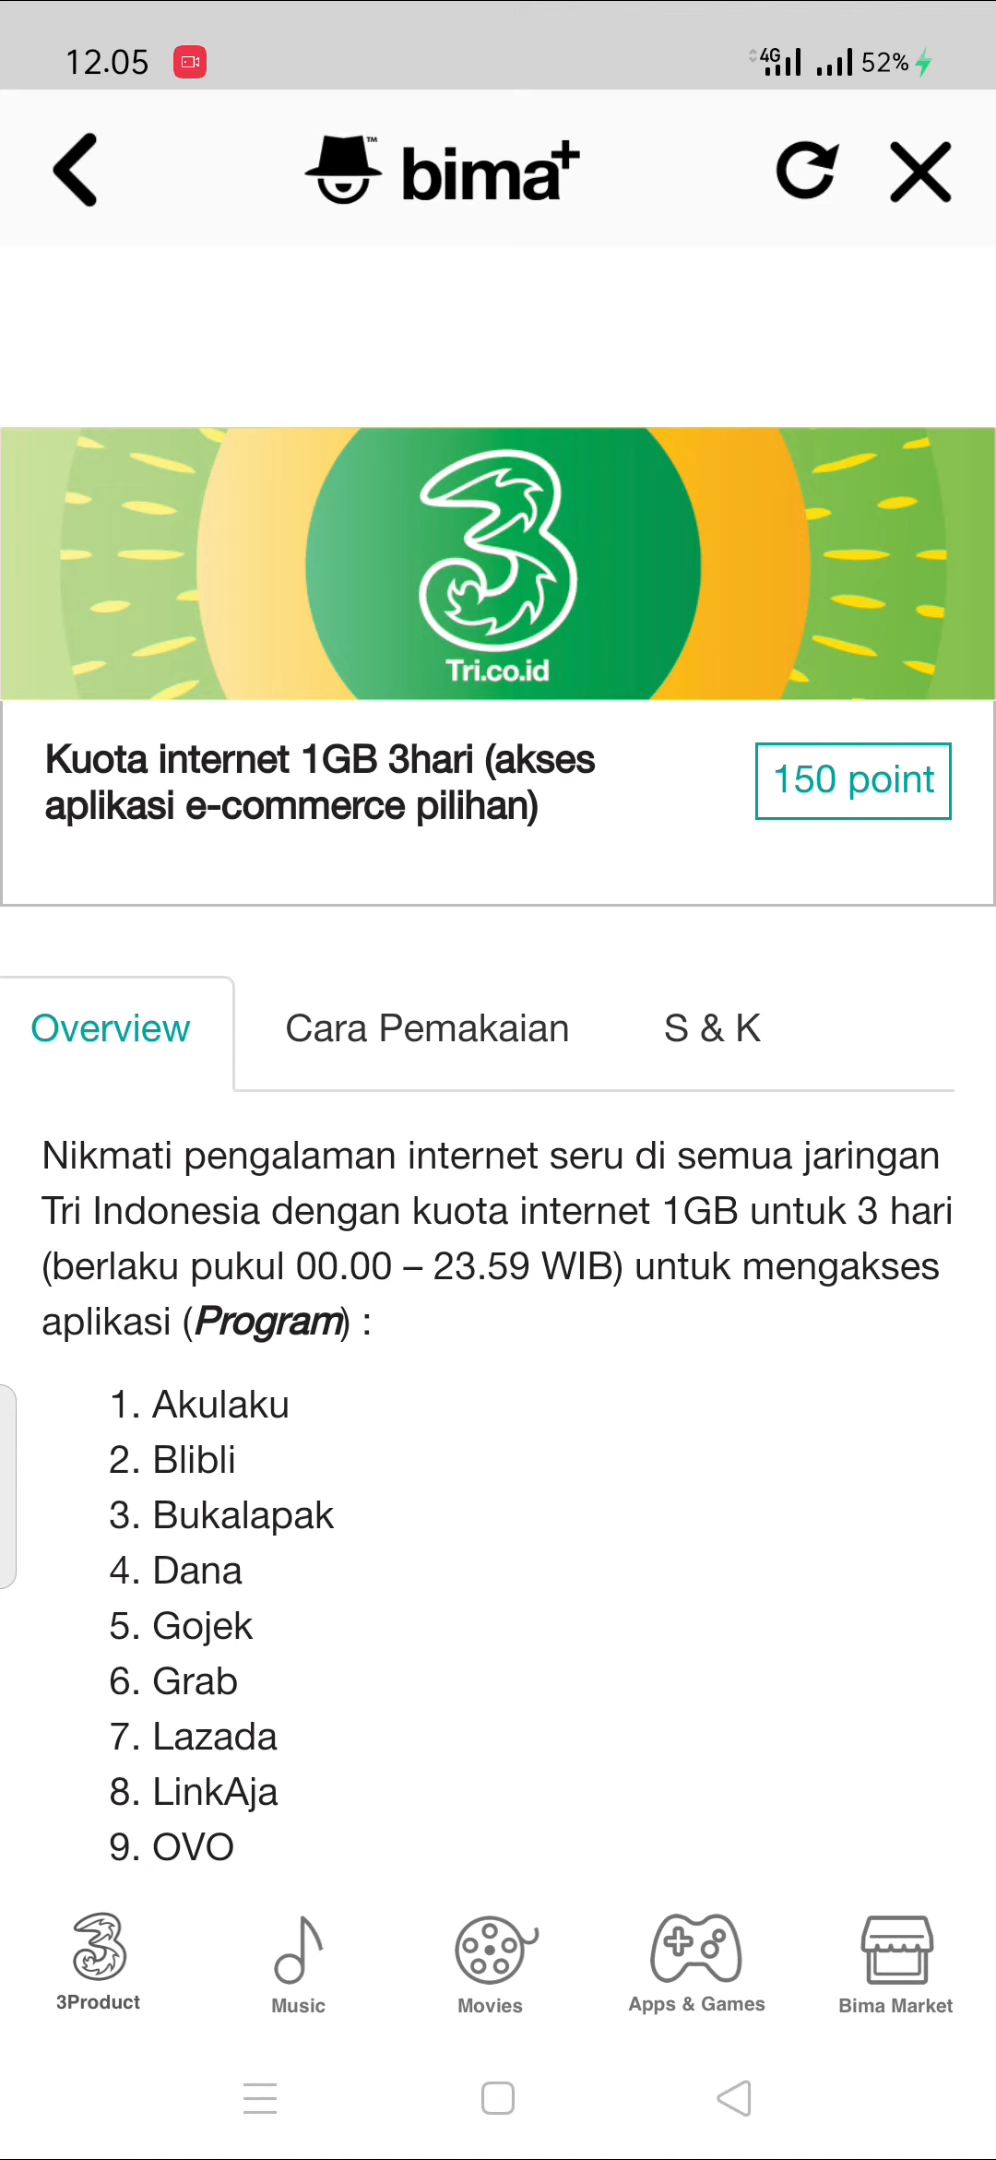 12.05
4G 52%
bima+
Tri.co.id
Kuota internet 1GB 3hari (akses
aplikasi e-commerce pilihan)
150 point
Overview
Cara Pemakaian
S & K
Nikmati pengalaman internet seru di semua jaringan
Tri Indonesia dengan kuota internet 1GB untuk 3 hari
(berlaku pukul 00.00 – 23.59 WIB) untuk mengakses
aplikasi (Program) :
1. Akulaku
2. Blibli
3. Bukalapak
4. Dana
5. Gojek
6. Grab
7. Lazada
8. LinkAja
9. OVO
3Product
Music
Movies
Apps & Games
Bima Market